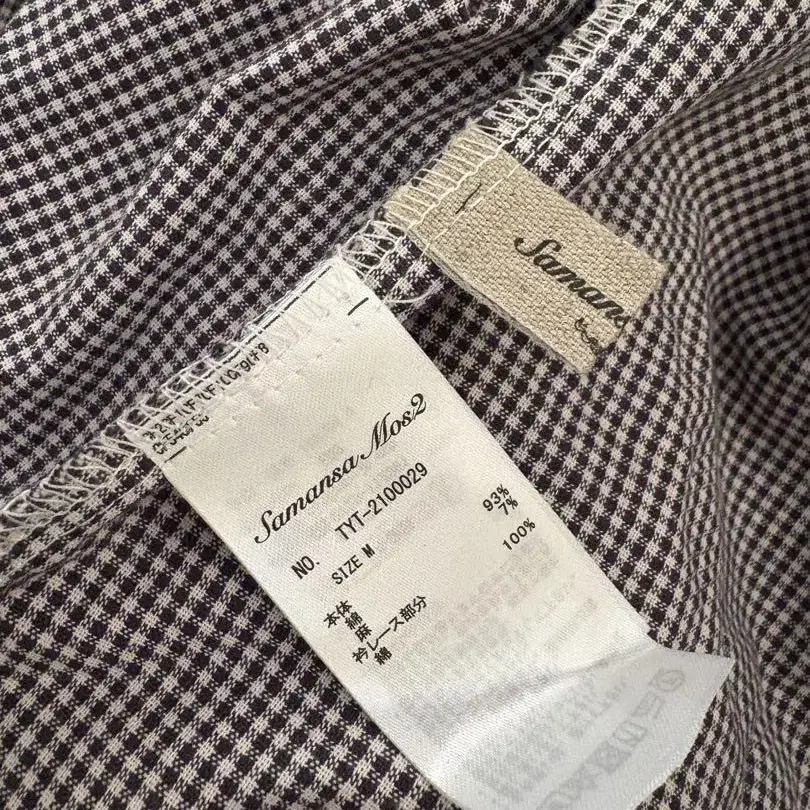 Samansa Mos2
NO. TYT-2100029
SIZE M
本体
綿 93%
麻 7%
衿レース部分
綿 100%